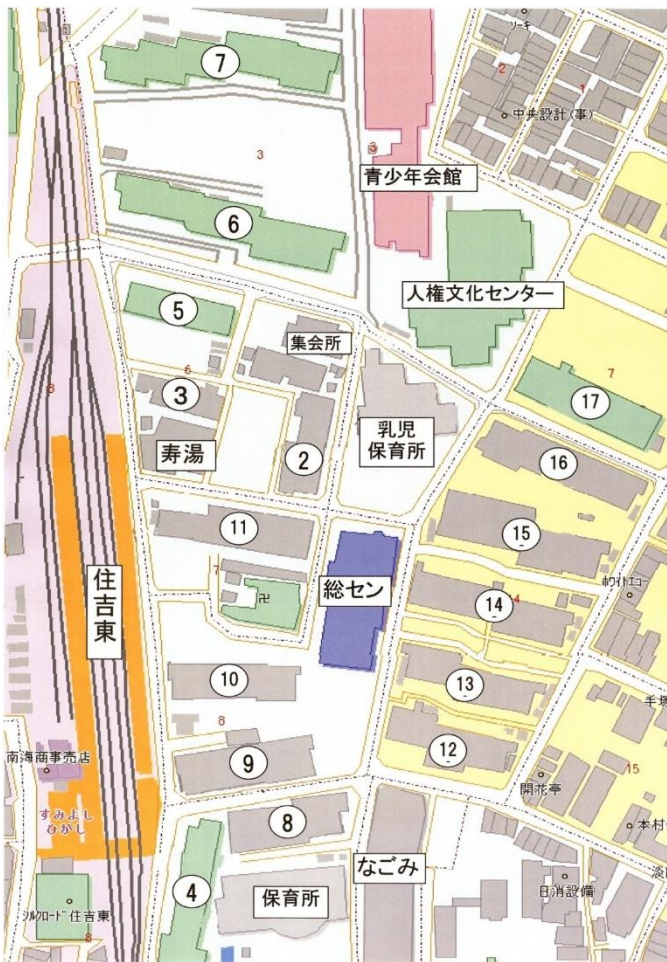 ソーキ
7
2
1
中央設計(事)
3
3
青少年会館
6
人権文化センター
5
集会所
6
7
3
17
寿湯
2
乳児
保育所
16
11
15
6
住吉東
7
卍
総セン
14
4
ホワイトエコー
10
13
8
12
9
15
南海商事売店
開花亭
本村
すみよし
ひがし
8
なごみ
4
保育所
日消設備
シルクロード住吉東
8